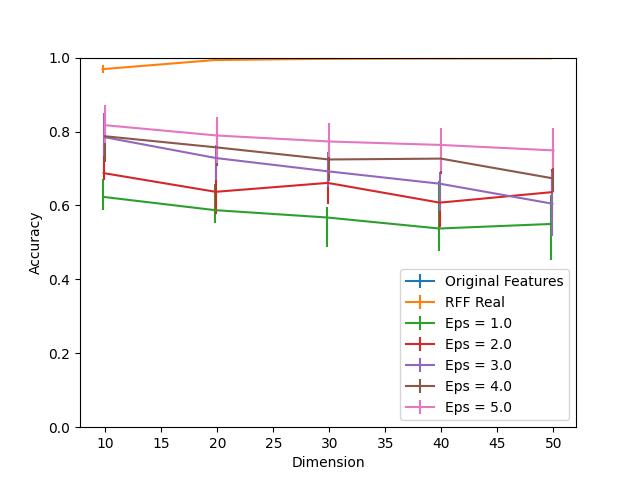 1.0
0.8
0.6
0.4
0.2
0.0
Accuracy
Original Features
RFF Real
Eps = 1.0
Eps = 2.0
Eps = 3.0
Eps = 4.0
Eps = 5.0
10 15 20 25 30 35 40 45 50
Dimension